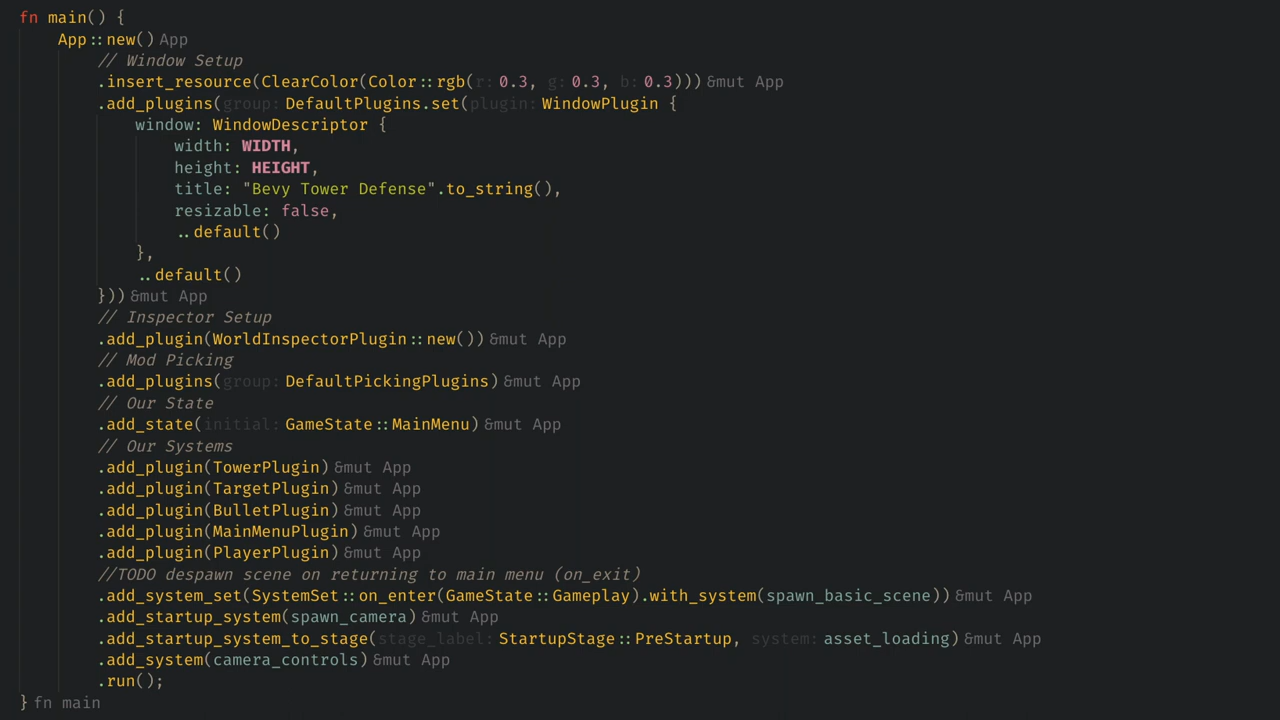 fn main() {
App::new() App
// Window Setup
.insert_resource(ClearColor(Color::rgb(r: 0.3, g: 0.3, b: 0.3))) &mut App
.add_plugins(group: DefaultPlugins.set(plugin: WindowPlugin {
window: WindowDescriptor {
width: WIDTH,
height: HEIGHT,
title: "Bevy Tower Defense".to_string(),
resizable: false,
..default()
},
..default()
})) &mut App
// Inspector Setup
.add_plugin(WorldInspectorPlugin::new()) &mut App
// Mod Picking
.add_plugins(group: DefaultPickingPlugins) &mut App
// Our State
.add_state(initial: GameState::MainMenu) &mut App
// Our Systems
.add_plugin(TowerPlugin) &mut App
.add_plugin(TargetPlugin) &mut App
.add_plugin(BulletPlugin) &mut App
.add_plugin(MainMenuPlugin) &mut App
.add_plugin(PlayerPlugin) &mut App
//TODO despawn scene on returning to main menu (on_exit)
.add_system_set(SystemSet::on_enter(GameState::Gameplay).with_system(spawn_basic_scene)) &mut App
.add_startup_system(spawn_camera) &mut App
.add_startup_system_to_stage(stage_label: StartupStage::PreStartup, system: asset_loading) &mut App
.add_system(camera_controls) &mut App
.run();
} fn main